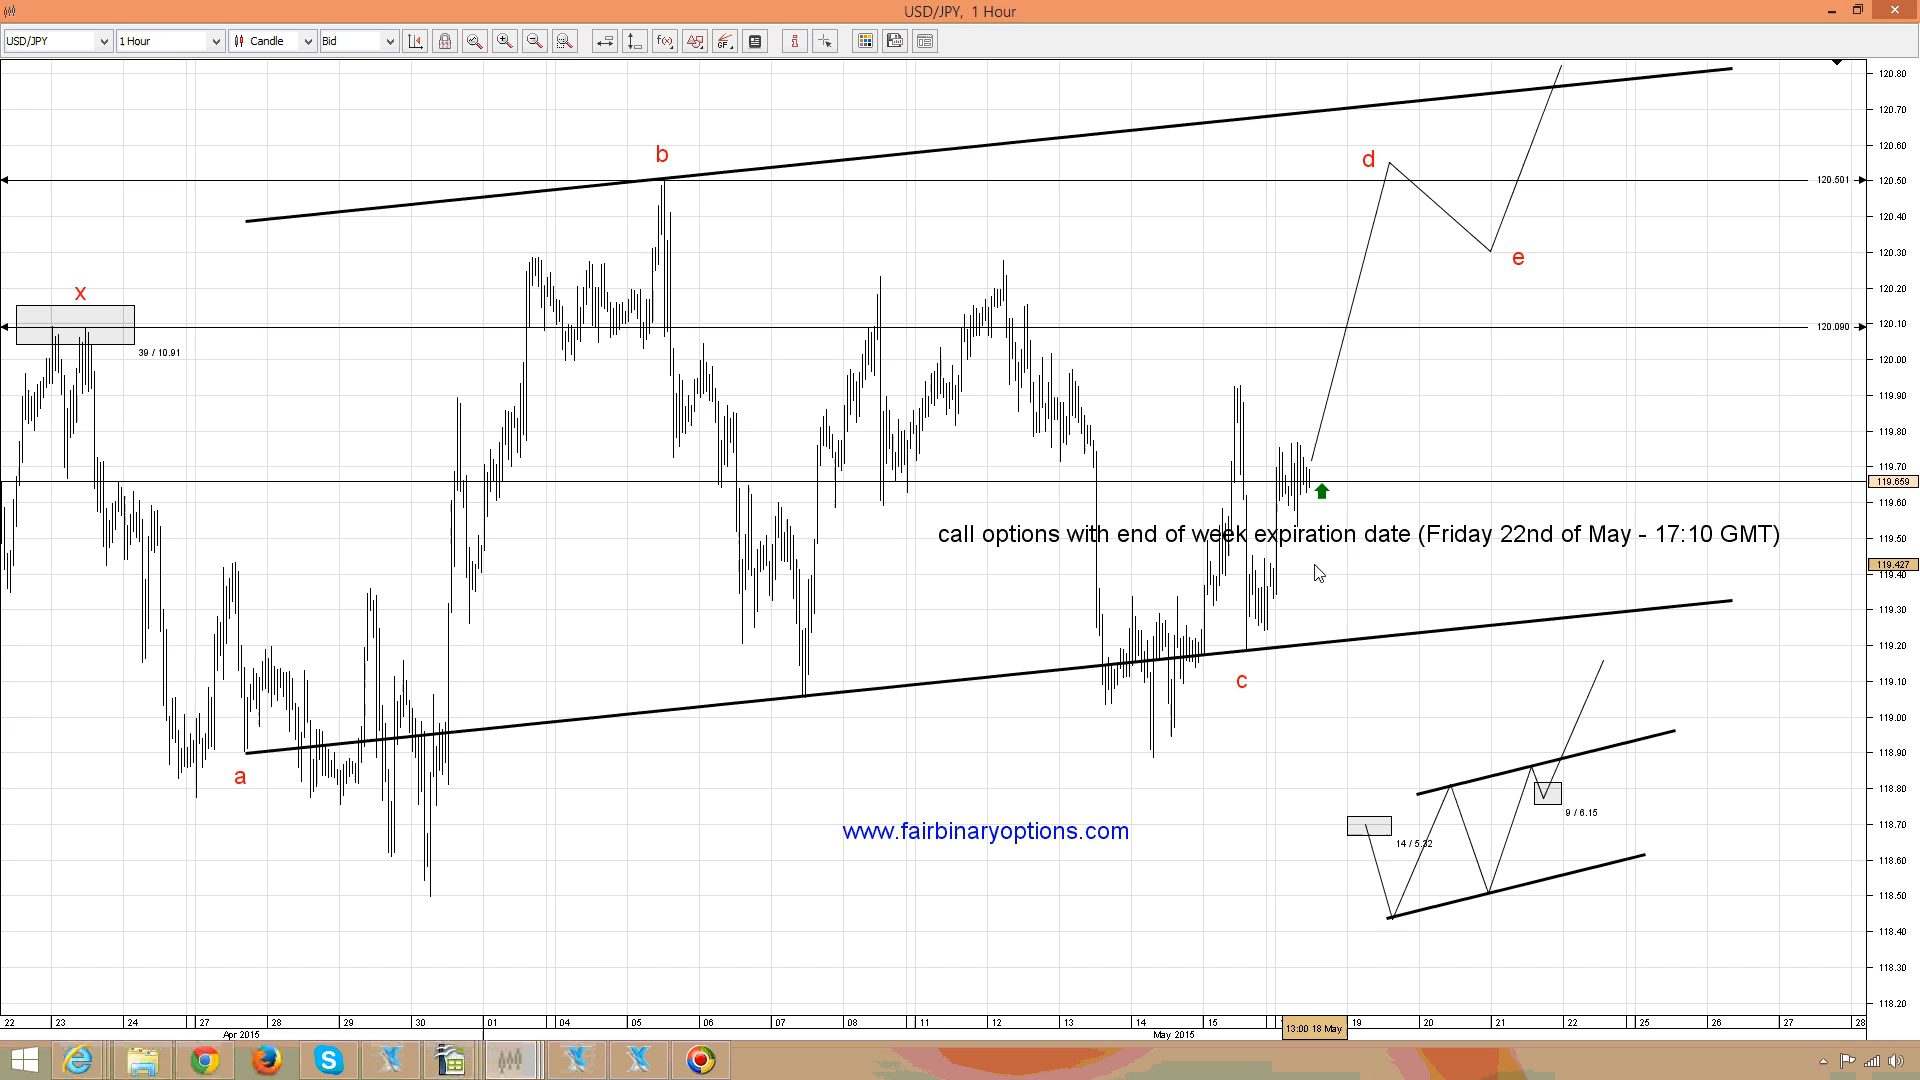 USD/JPY, 1 Hour
USD/JPY 1 Hour Candle Bid
120.80
120.70
b
120.60
d
120.501
120.50
120.40
120.30
e
x
120.20
120.090
120.10
39 / 10.91
120.00
119.90
119.80
119.70
119.659
119.60
call options with end of week expiration date (Friday 22nd of May - 17:10 GMT)
119.50
119.427
119.40
119.30
119.20
c
119.10
119.00
118.90
a
118.80
9 / 6.15
118.70
www.fairbinaryoptions.com
14 / 5.32
118.60
118.50
118.40
118.30
118.20
22 23 24 27 28 29 30 01 04 05 06 07 08 11 12 13 14 15 13:00 18 May 19 20 21 22 25 26 27 28
Apr 2015 May 2015